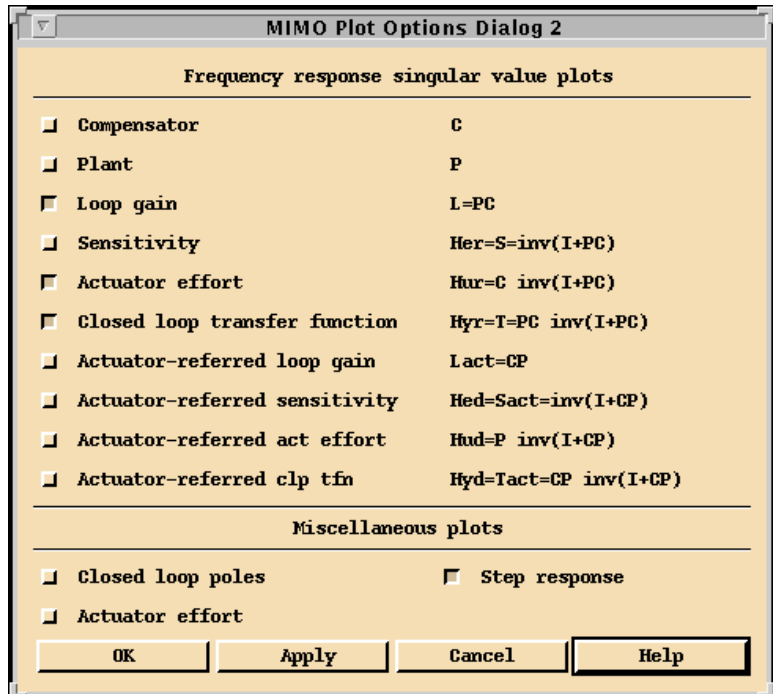 MIMO Plot Options Dialog 2
Frequency response singular value plots
Compensator C
Plant P
Loop gain L=PC
Sensitivity Her=S=inv(I+PC)
Actuator effort Hur=C inv(I+PC)
Closed loop transfer function Hyr=T=PC inv(I+PC)
Actuator-referred loop gain Lact=CP
Actuator-referred sensitivity Hed=Sact=inv(I+CP)
Actuator-referred act effort Hud=P inv(I+CP)
Actuator-referred clp tfn Hyd=Tact=CP inv(I+CP)
Miscellaneous plots
Closed loop poles Step response
Actuator effort
OK Apply Cancel Help